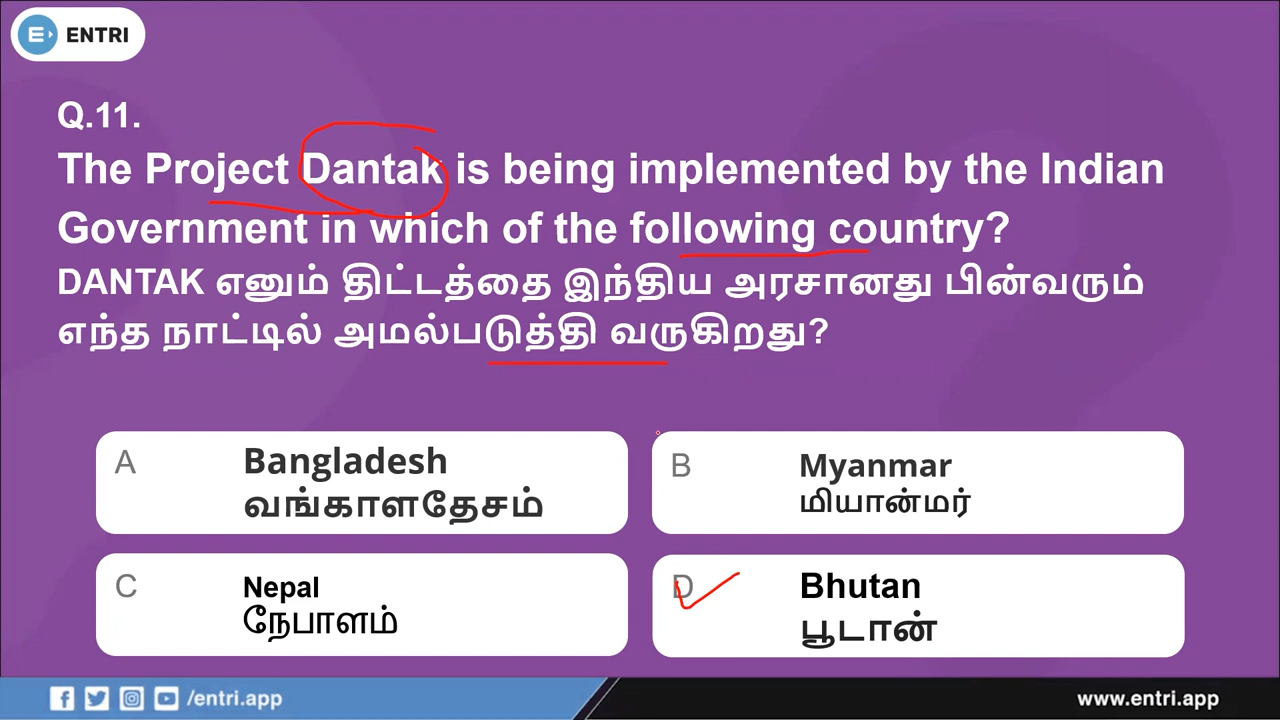 E ENTRI
Q.11.
The Project Dantak is being implemented by the Indian
Government in which of the following country?
DANTAK எனும் திட்டத்தை இந்திய அரசானது பின்வரும்
எந்த நாட்டில் அமல்படுத்தி வருகிறது?
A Bangladesh
வங்காளதேசம்
B Myanmar
மியான்மர்
C Nepal
நேபாளம்
D Bhutan
பூடான்
/entri.app
www.entri.app